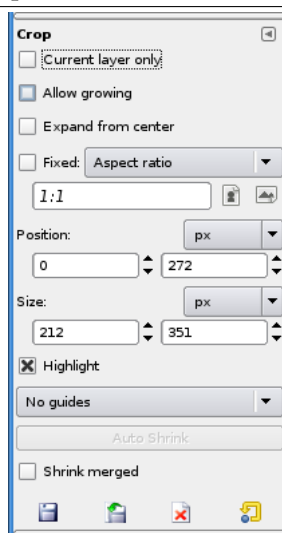 Crop
Current layer only
Allow growing
Expand from center
Fixed: Aspect ratio
1:1
Position: px
0 272
Size: px
212 351
Highlight
No guides
Auto Shrink
Shrink merged